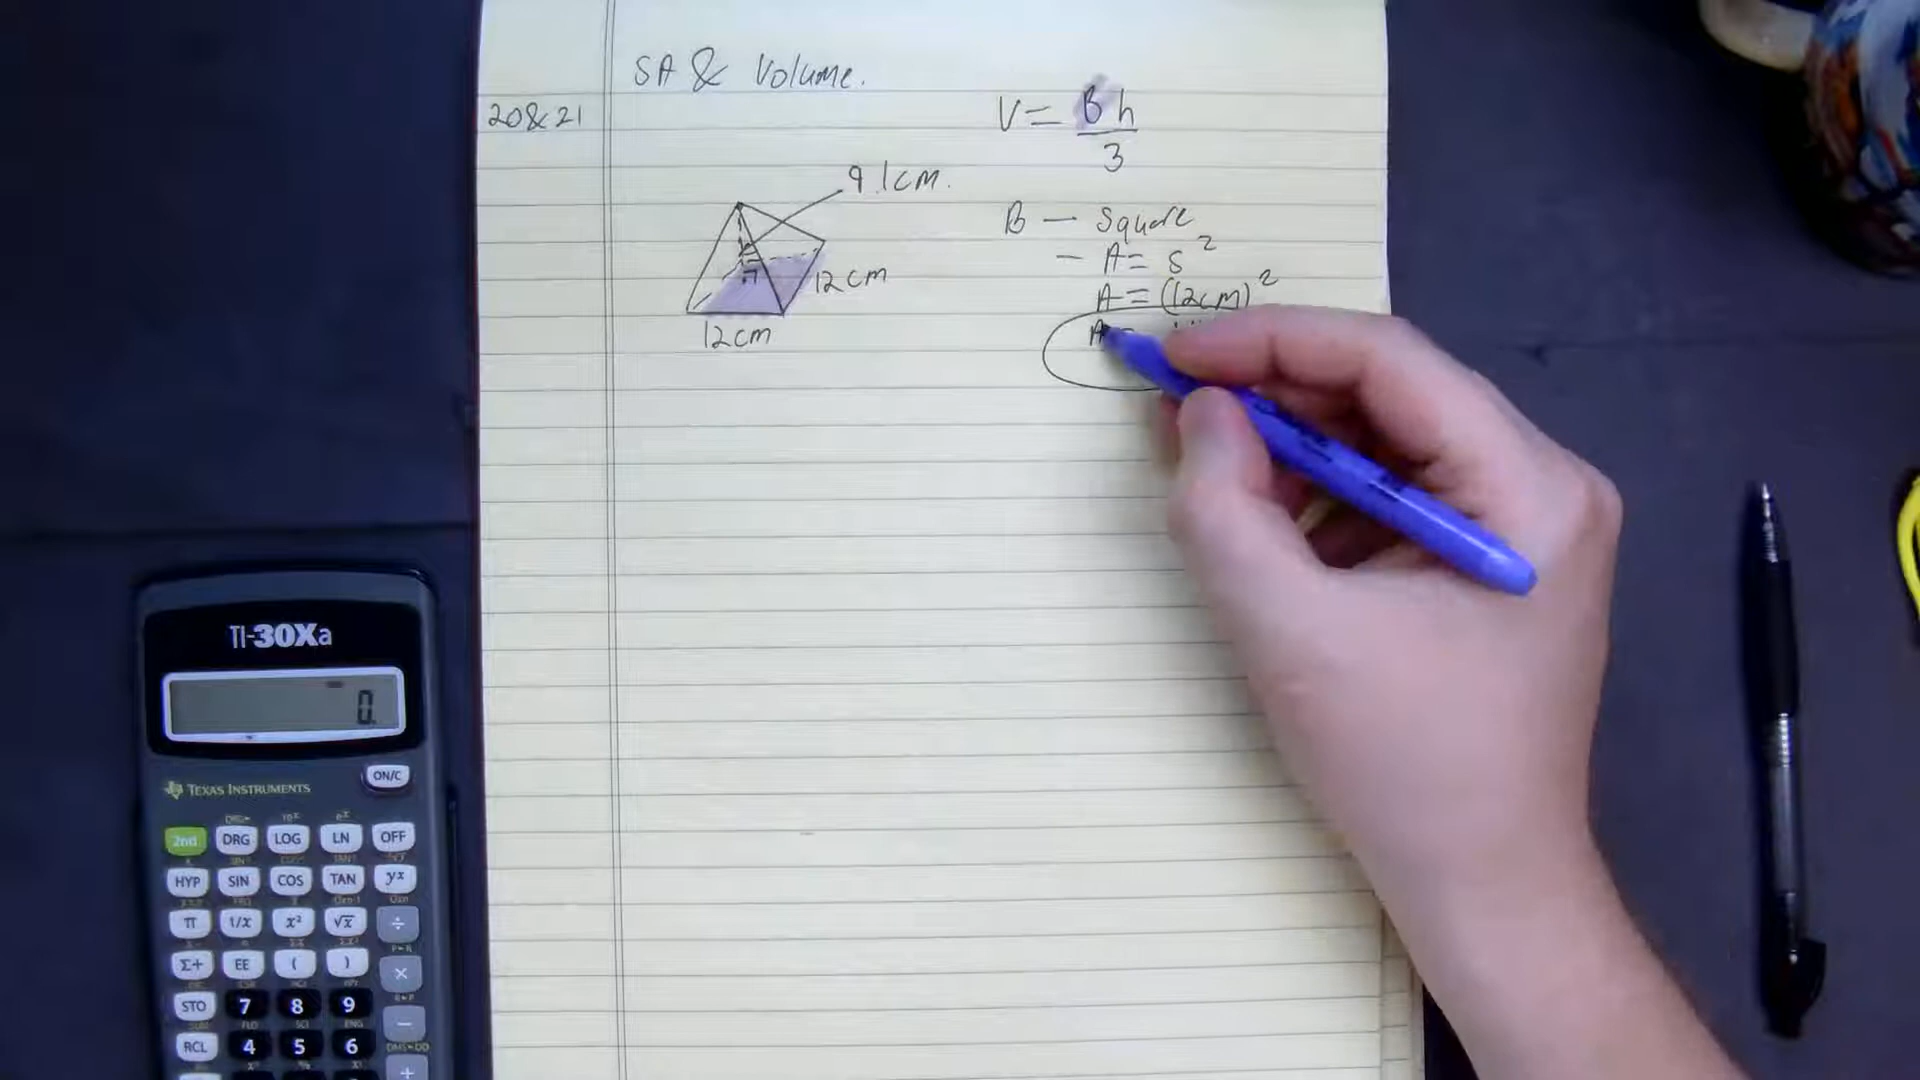 SA & Volume.
20&21
V = Bh
3
9.1cm.
B — Square
- A = s²
12cm
A = (12cm)²
12cm
A
TI-30Xa
0.
TEXAS INSTRUMENTS
ON/C
2nd DRG LOG LN OFF
HYP SIN COS TAN yx
π 1/x x² √x ÷
Σ+ EE ( ) ×
STO 7 8 9 −
RCL 4 5 6 +